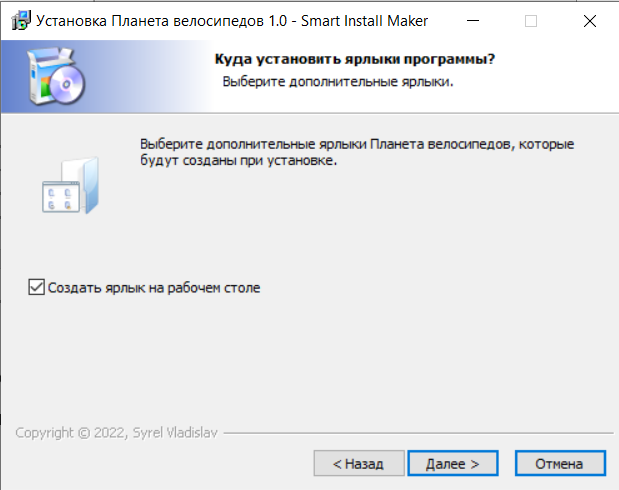 Установка Планета велосипедов 1.0 - Smart Install Maker
Куда установить ярлыки программы?
Выберите дополнительные ярлыки.
Выберите дополнительные ярлыки Планета велосипедов, которые
будут созданы при установке.
Создать ярлык на рабочем столе
Copyright © 2022, Syrel Vladislav
< Назад
Далее >
Отмена